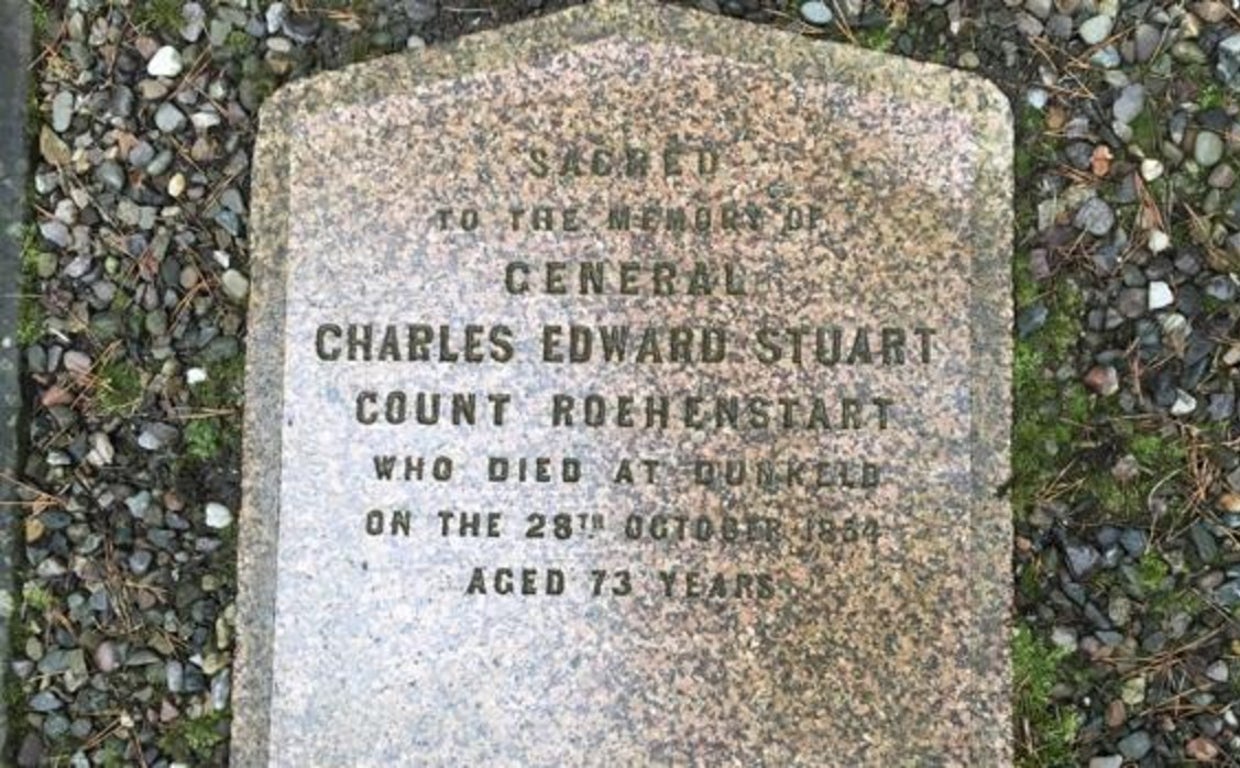 SACRED
TO THE MEMORY OF
GENERAL
CHARLES EDWARD STUART
COUNT ROEHENSTART
WHO DIED AT DUNKELD
ON THE 28TH OCTOBER 1854
AGED 73 YEARS